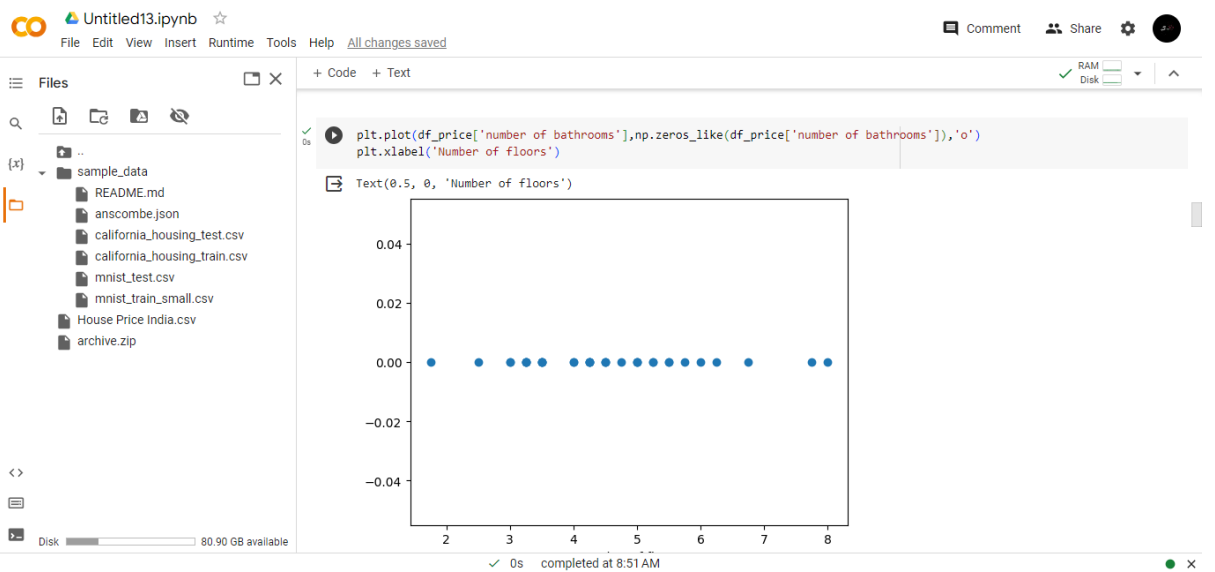 Untitled13.ipynb
File Edit View Insert Runtime Tools Help All changes saved
Comment Share
Files
+ Code + Text
RAM
Disk
{x}
..
sample_data
README.md
anscombe.json
california_housing_test.csv
california_housing_train.csv
mnist_test.csv
mnist_train_small.csv
House Price India.csv
archive.zip
Disk 80.90 GB available
0s
plt.plot(df_price['number of bathrooms'],np.zeros_like(df_price['number of bathrooms']),'o')
plt.xlabel('Number of floors')
Text(0.5, 0, 'Number of floors')
0.04
0.02
0.00
−0.02
−0.04
2 3 4 5 6 7 8
0s completed at 8:51 AM